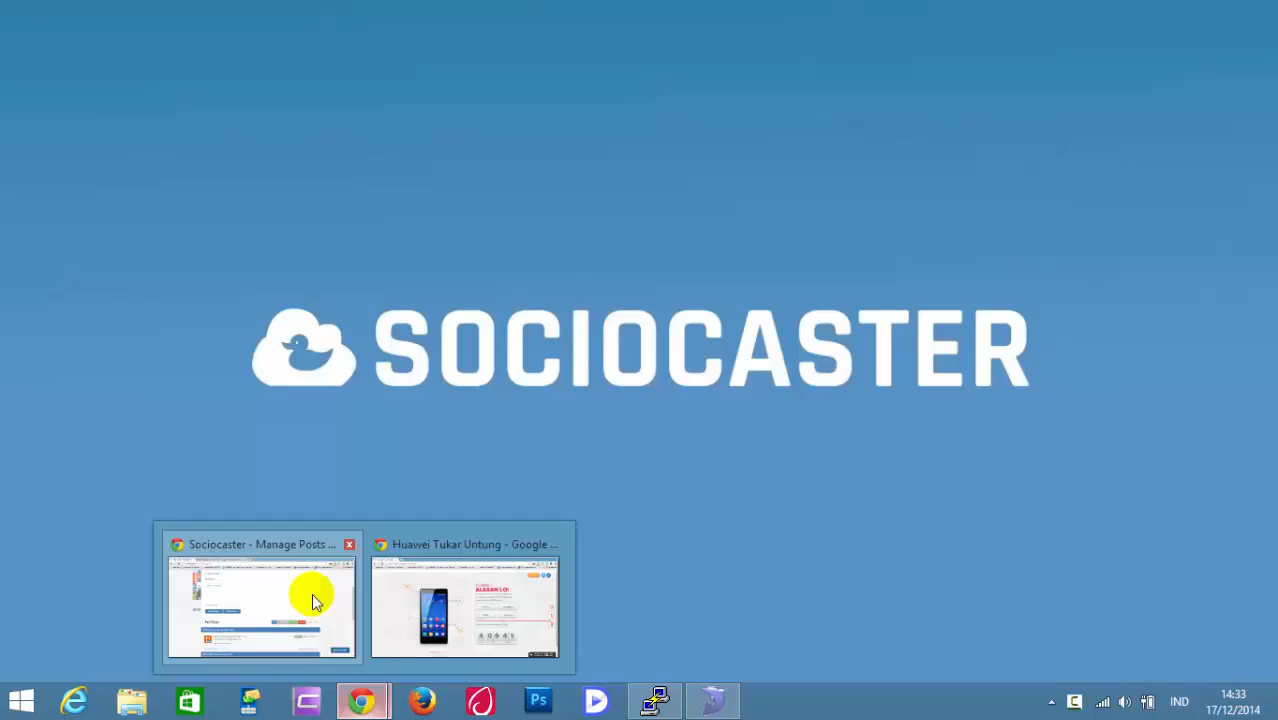 SOCIOCASTER
Sociocaster - Manage Posts ...
Huawei Tukar Untung - Google ...
ALASAN LO!
Ps
IND
14:33
17/12/2014